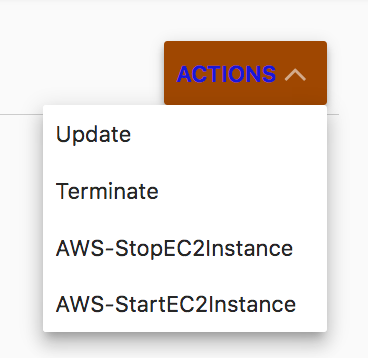 ACTIONS
Update
Terminate
AWS-StopEC2Instance
AWS-StartEC2Instance